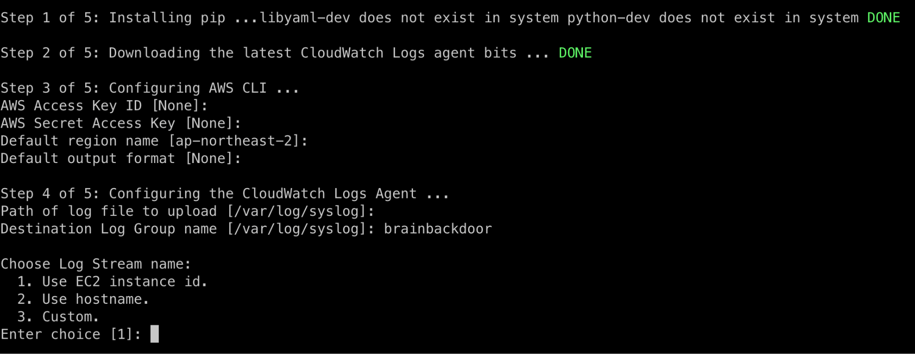 Step 1 of 5: Installing pip ...libyaml-dev does not exist in system python-dev does not exist in system DONE
Step 2 of 5: Downloading the latest CloudWatch Logs agent bits ... DONE
Step 3 of 5: Configuring AWS CLI ...
AWS Access Key ID [None]:
AWS Secret Access Key [None]:
Default region name [ap-northeast-2]:
Default output format [None]:
Step 4 of 5: Configuring the CloudWatch Logs Agent ...
Path of log file to upload [/var/log/syslog]:
Destination Log Group name [/var/log/syslog]: brainbackdoor
Choose Log Stream name:
1. Use EC2 instance id.
2. Use hostname.
3. Custom.
Enter choice [1]: